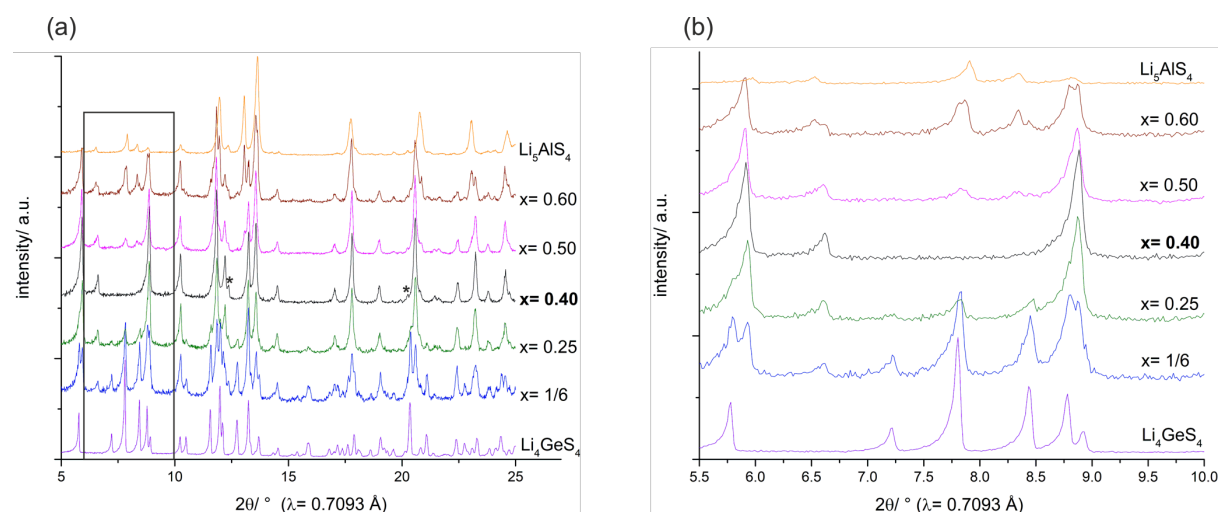 (a)
intensity/ a.u.
Li₅AlS₄
x= 0.60
x= 0.50
*
*
x= 0.40
x= 0.25
x= 1/6
Li₄GeS₄
5 10 15 20 25
2θ/ ° (λ= 0.7093 Å)
(b)
intensity/ a.u.
Li₅AlS₄
x= 0.60
x= 0.50
x= 0.40
x= 0.25
x= 1/6
Li₄GeS₄
5.5 6.0 6.5 7.0 7.5 8.0 8.5 9.0 9.5 10.0
2θ/ ° (λ= 0.7093 Å)